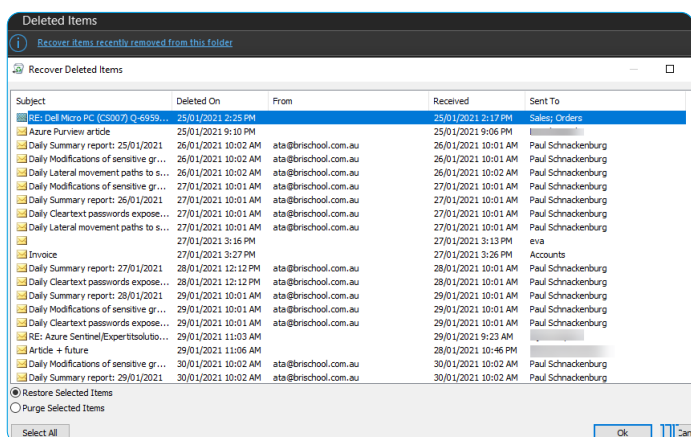 Deleted Items
Recover items recently removed from this folder
Recover Deleted Items
Subject Deleted On From Received Sent To
RE: Dell Micro PC (CS007) Q-6959... 25/01/2021 2:25 PM 25/01/2021 2:17 PM Sales; Orders
Azure Purview article 25/01/2021 9:10 PM 25/01/2021 9:06 PM
Daily Summary report: 25/01/2021 26/01/2021 10:02 AM ata@brischool.com.au 26/01/2021 10:01 AM Paul Schnackenburg
Daily Modifications of sensitive gr... 26/01/2021 10:02 AM ata@brischool.com.au 26/01/2021 10:01 AM Paul Schnackenburg
Daily Lateral movement paths to s... 26/01/2021 10:02 AM ata@brischool.com.au 26/01/2021 10:02 AM Paul Schnackenburg
Daily Modifications of sensitive gr... 27/01/2021 10:01 AM ata@brischool.com.au 27/01/2021 10:01 AM Paul Schnackenburg
Daily Summary report: 26/01/2021 27/01/2021 10:01 AM ata@brischool.com.au 27/01/2021 10:01 AM Paul Schnackenburg
Daily Cleartext passwords expose... 27/01/2021 10:01 AM ata@brischool.com.au 27/01/2021 10:01 AM Paul Schnackenburg
Daily Lateral movement paths to s... 27/01/2021 10:01 AM ata@brischool.com.au 27/01/2021 10:01 AM Paul Schnackenburg
27/01/2021 3:16 PM 27/01/2021 3:13 PM eva
Invoice 27/01/2021 3:27 PM 27/01/2021 3:26 PM Accounts
Daily Summary report: 27/01/2021 28/01/2021 12:12 PM ata@brischool.com.au 28/01/2021 10:01 AM Paul Schnackenburg
Daily Cleartext passwords expose... 28/01/2021 12:12 PM ata@brischool.com.au 28/01/2021 10:01 AM Paul Schnackenburg
Daily Summary report: 28/01/2021 29/01/2021 10:01 AM ata@brischool.com.au 29/01/2021 10:01 AM Paul Schnackenburg
Daily Modifications of sensitive gr... 29/01/2021 10:01 AM ata@brischool.com.au 29/01/2021 10:01 AM Paul Schnackenburg
Daily Cleartext passwords expose... 29/01/2021 10:01 AM ata@brischool.com.au 29/01/2021 10:01 AM Paul Schnackenburg
RE: Azure Sentinel/Expertitsolutio... 29/01/2021 11:03 AM 29/01/2021 9:23 AM
Article + future 29/01/2021 11:06 AM 28/01/2021 10:46 PM
Daily Modifications of sensitive gr... 30/01/2021 10:02 AM ata@brischool.com.au 30/01/2021 10:02 AM Paul Schnackenburg
Daily Summary report: 29/01/2021 30/01/2021 10:02 AM ata@brischool.com.au 30/01/2021 10:02 AM Paul Schnackenburg
Restore Selected Items
Purge Selected Items
Select All Ok